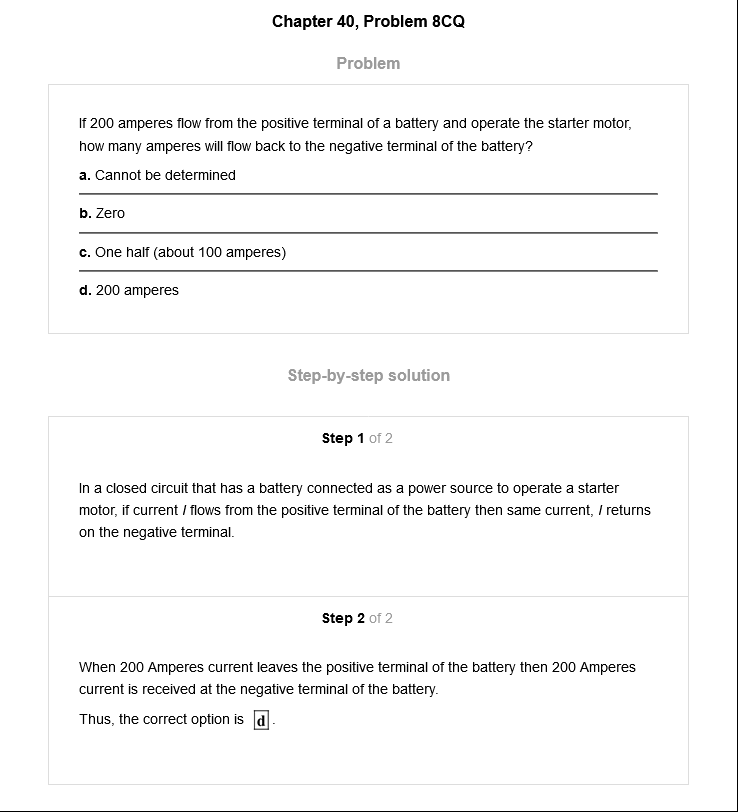 Chapter 40, Problem 8CQ
Problem
If 200 amperes flow from the positive terminal of a battery and operate the starter motor,
how many amperes will flow back to the negative terminal of the battery?
a. Cannot be determined
b. Zero
c. One half (about 100 amperes)
d. 200 amperes
Step-by-step solution
Step 1 of 2
In a closed circuit that has a battery connected as a power source to operate a starter
motor, if current I flows from the positive terminal of the battery then same current, I returns
on the negative terminal.
Step 2 of 2
When 200 Amperes current leaves the positive terminal of the battery then 200 Amperes
current is received at the negative terminal of the battery.
Thus, the correct option is d.